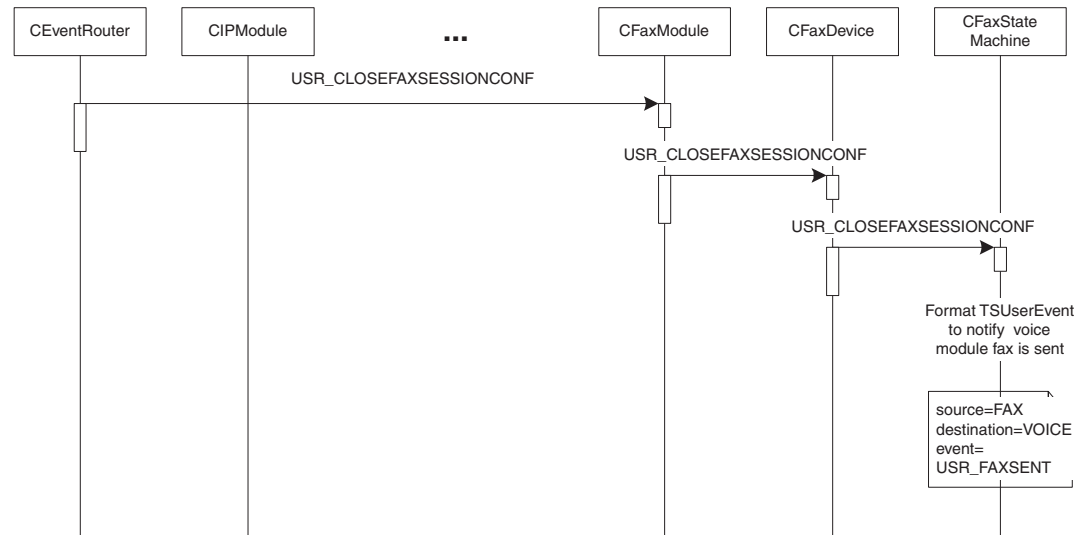 CEventRouter
CIPModule
...
CFaxModule
CFaxDevice
CFaxState
Machine
USR_CLOSEFAXSESSIONCONF
USR_CLOSEFAXSESSIONCONF
USR_CLOSEFAXSESSIONCONF
Format TSUserEvent
to notify voice
module fax is sent
source=FAX
destination=VOICE
event=
USR_FAXSENT